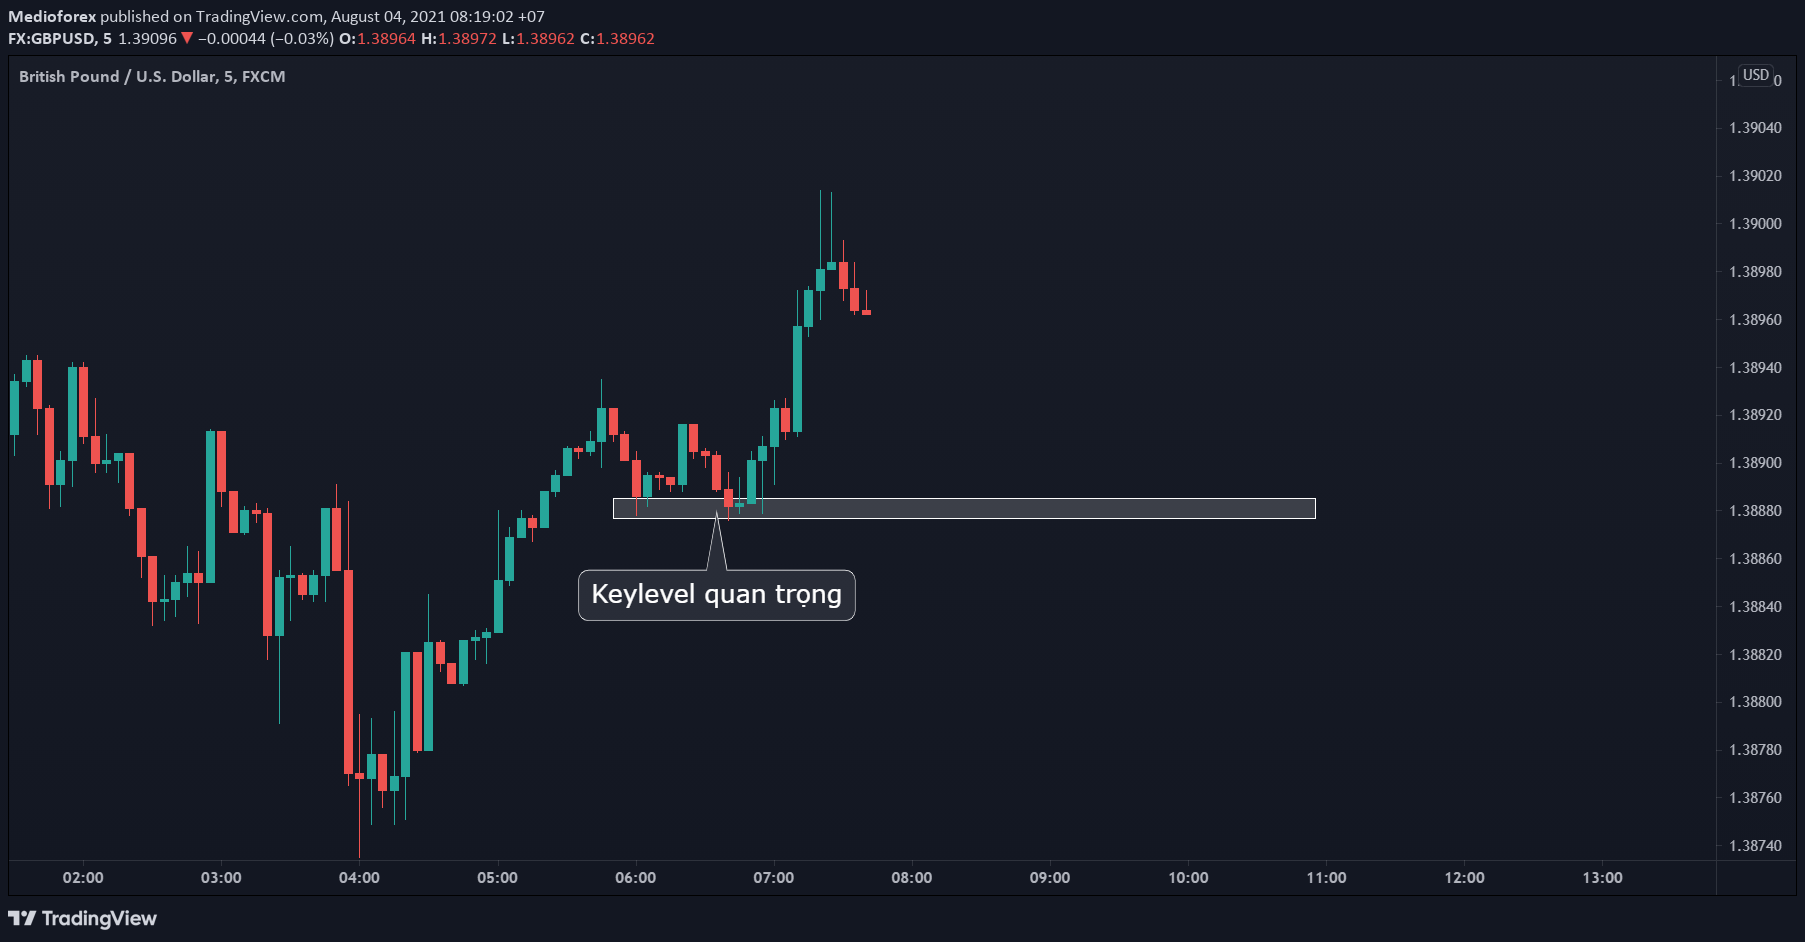 Medioforex published on TradingView.com, August 04, 2021 08:19:02 +07
FX:GBPUSD, 5 1.39096 ▼ −0.00044 (−0.03%) O:1.38964 H:1.38972 L:1.38962 C:1.38962
British Pound / U.S. Dollar, 5, FXCM
USD
1.39040
1.39020
1.39000
1.38980
1.38960
1.38940
1.38920
1.38900
1.38880
1.38860
1.38840
1.38820
1.38800
1.38780
1.38760
1.38740
Keylevel quan trọng
02:00 03:00 04:00 05:00 06:00 07:00 08:00 09:00 10:00 11:00 12:00 13:00
TradingView